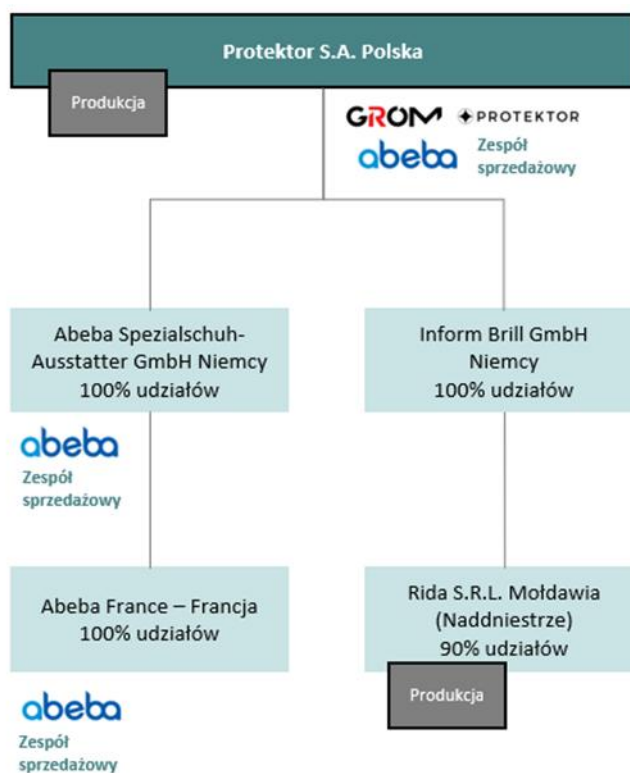 Protektor S.A. Polska
Produkcja
GROM PROTEKTOR
abeba Zespół
sprzedażowy
Abeba Spezialschuh-
Ausstatter GmbH Niemcy
100% udziałów
Inform Brill GmbH
Niemcy
100% udziałów
abeba
Zespół
sprzedażowy
Abeba France – Francja
100% udziałów
Rida S.R.L. Mołdawia
(Naddniestrze)
90% udziałów
Produkcja
abeba
Zespół
sprzedażowy